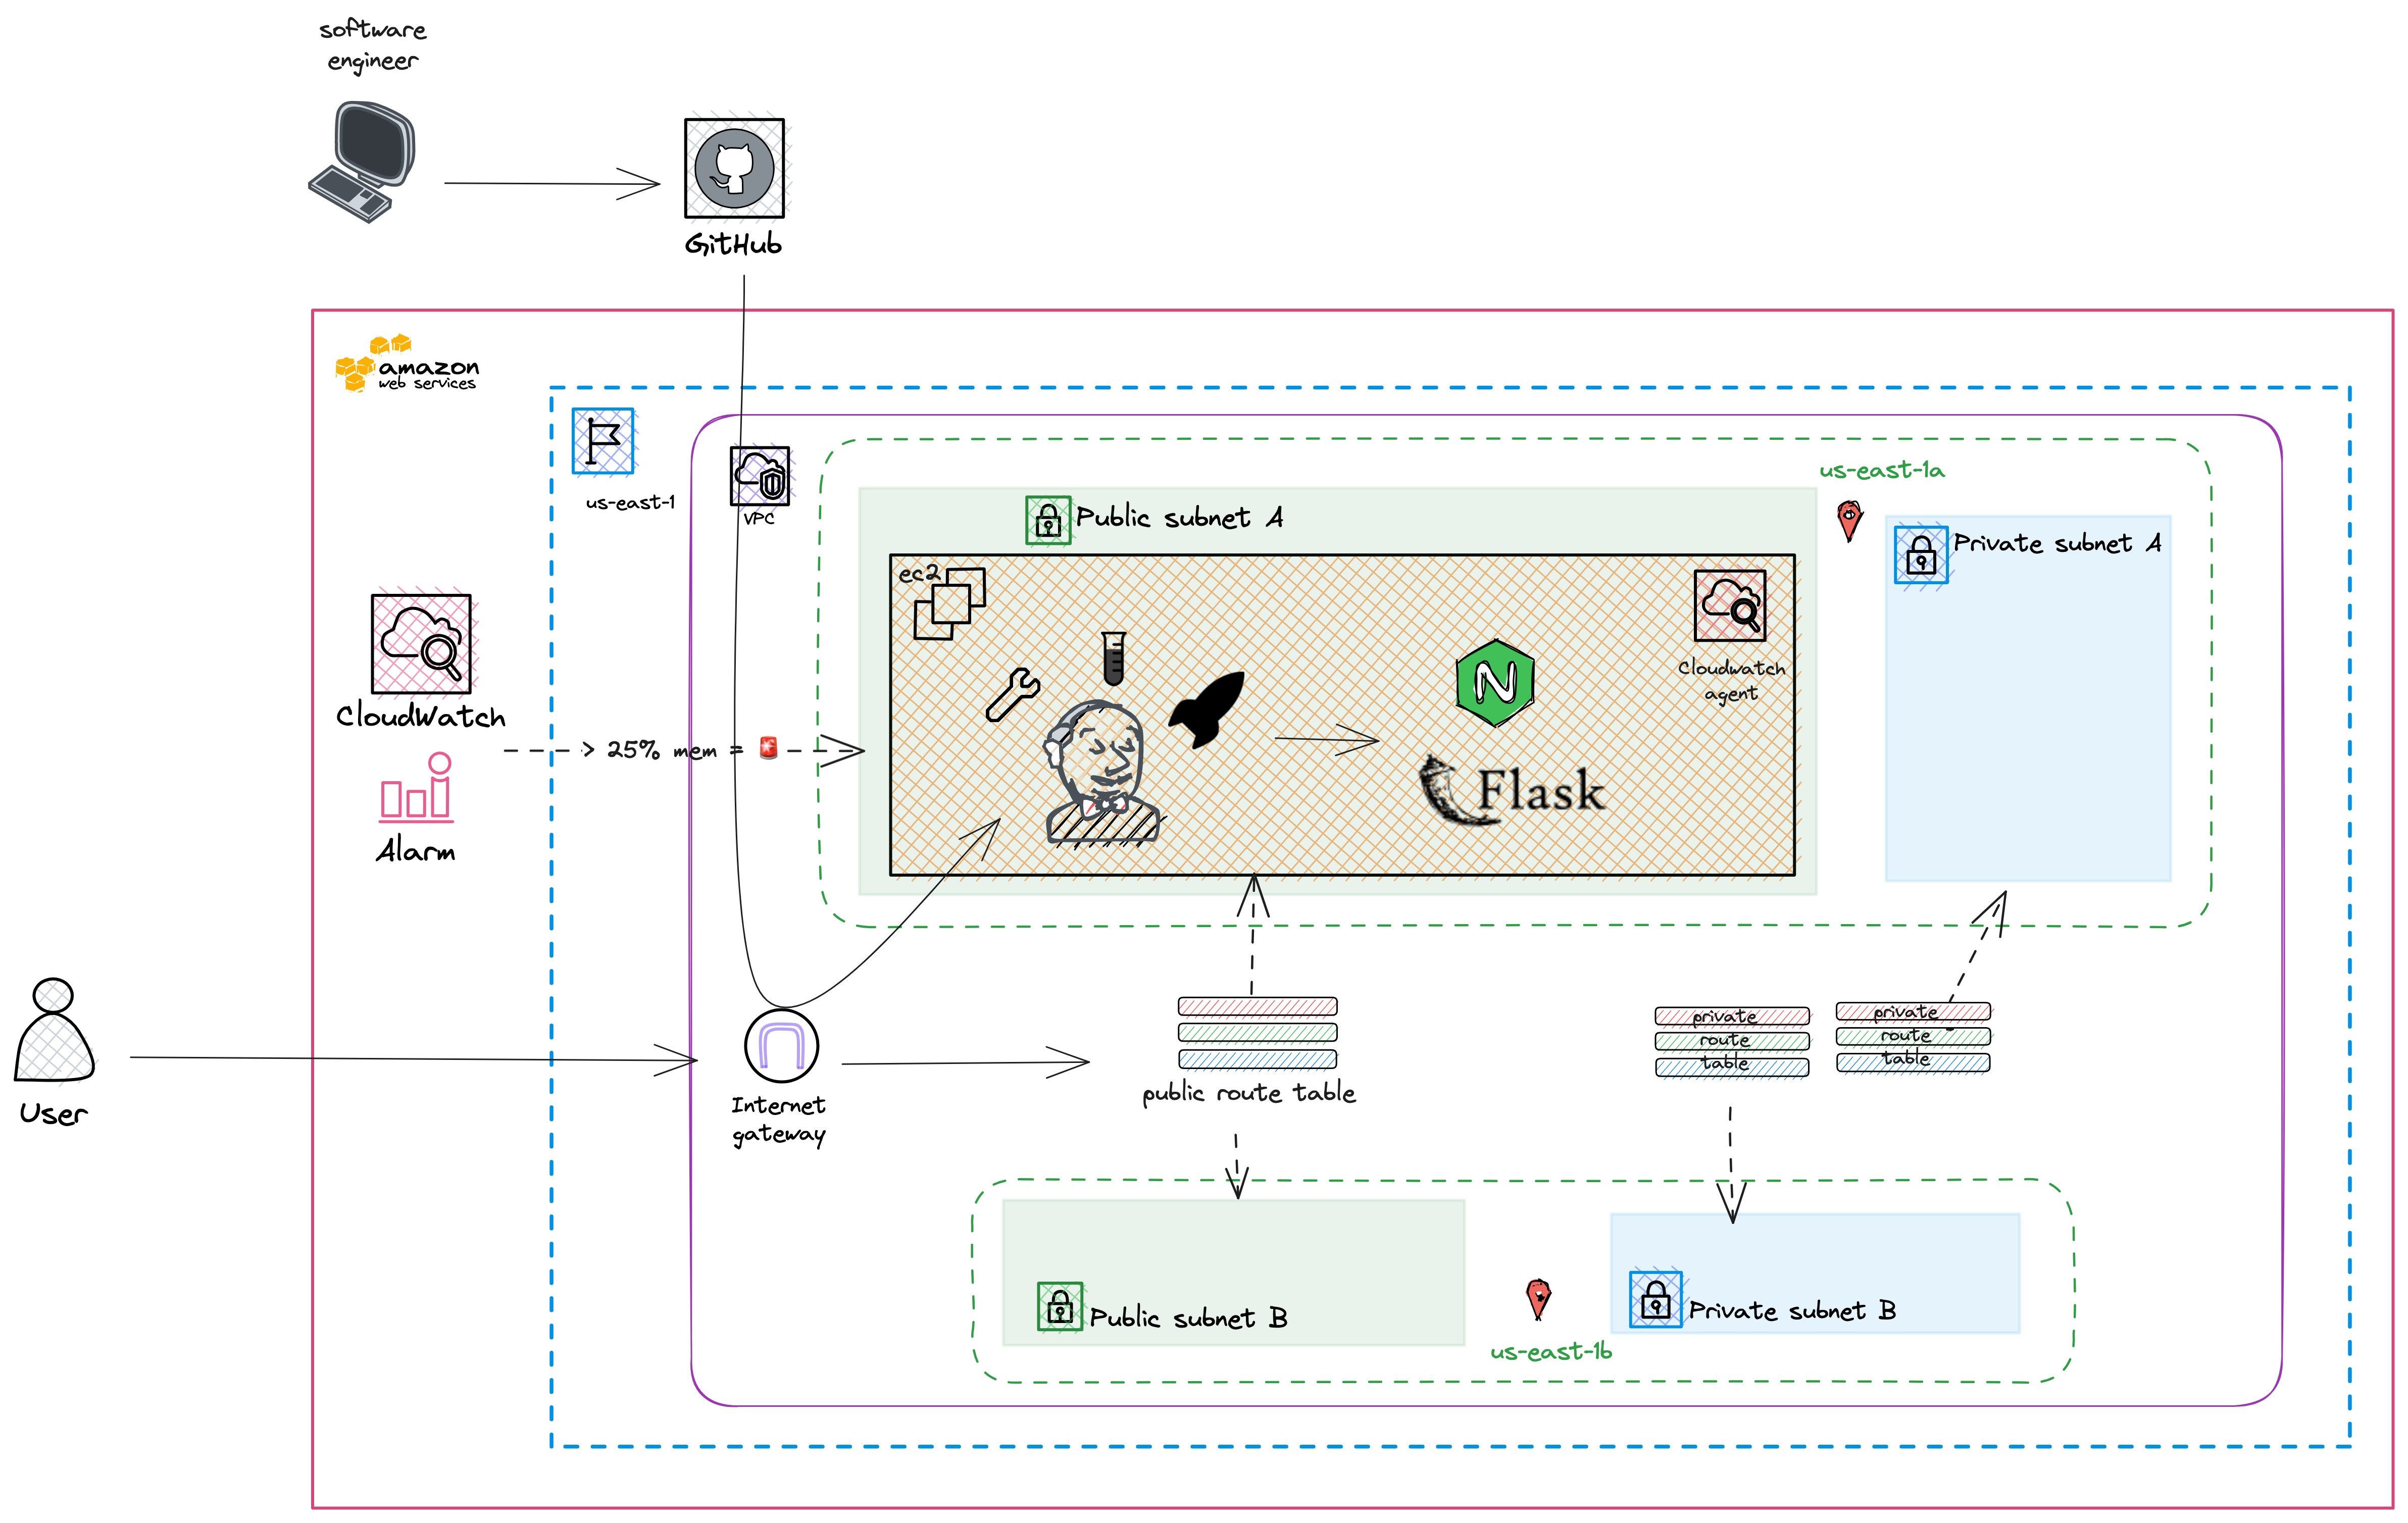 software
engineer
GitHub
amazon
web services
us-east-1
VPC
us-east-1a
Public subnet A
Private subnet A
ec2
Cloudwatch
agent
CloudWatch
> 25% mem = 🚨
Flask
Alarm
User
Internet
gateway
public route table
private
route
table
private
route
table
Public subnet B
Private subnet B
us-east-1b
N